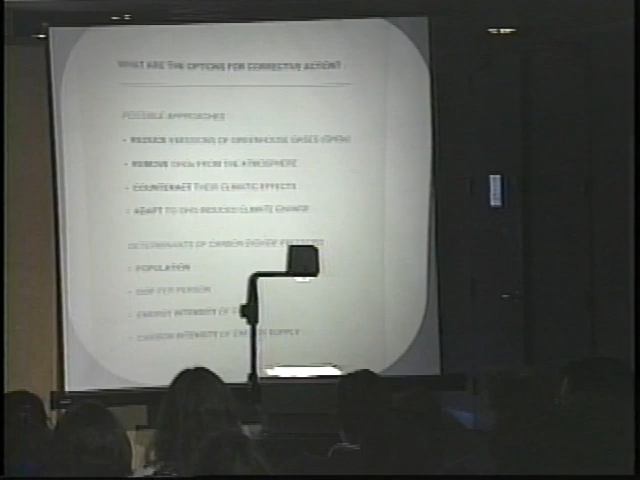 WHAT ARE THE OPTIONS FOR CORRECTIVE ACTION?
POSSIBLE APPROACHES
• REDUCE EMISSIONS OF GREENHOUSE GASES (GHGs)
• REMOVE GHGs FROM THE ATMOSPHERE
• COUNTERACT THEIR CLIMATIC EFFECTS
• ADAPT TO GHG-INDUCED CLIMATE CHANGE
DETERMINANTS OF CARBON DIOXIDE
• POPULATION
• GDP PER PERSON
• ENERGY INTENSITY OF
• CARBON INTENSITY OF ENERGY SUPPLY